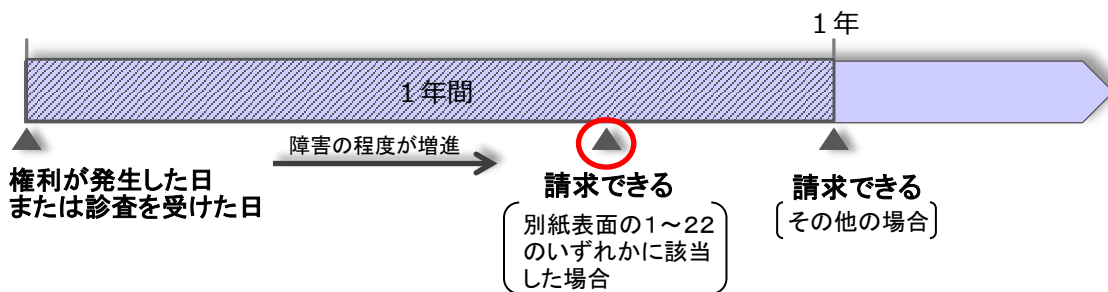 1年
1年間
障害の程度が増進
権利が発生した日
または診査を受けた日
請求できる
別紙表面の1~22
のいずれかに該当
した場合
請求できる
その他の場合